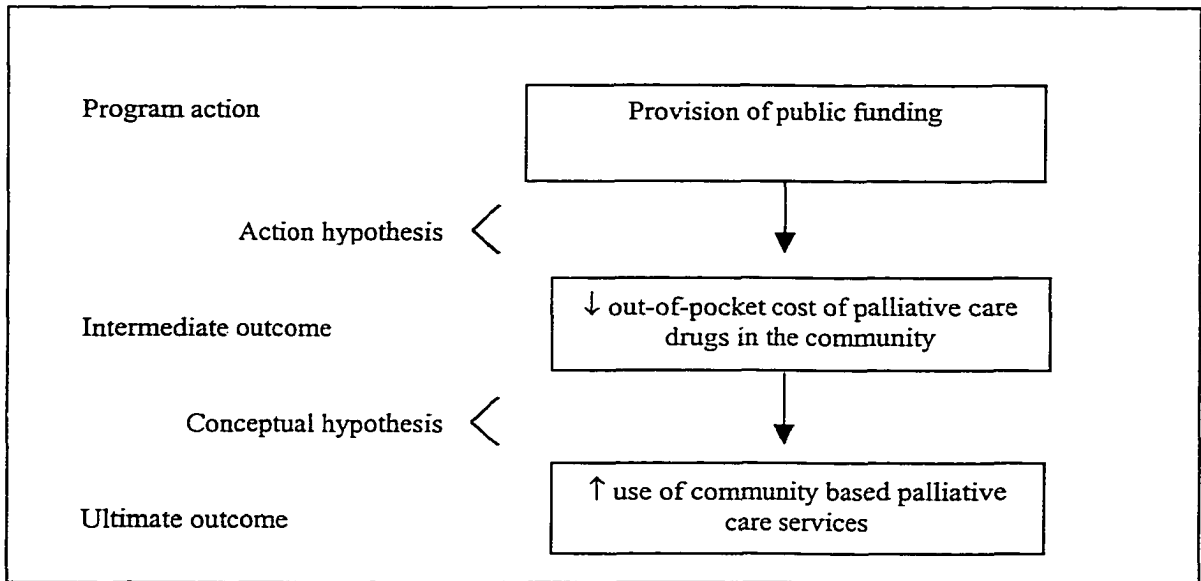 Program action
Provision of public funding
Action hypothesis
↓ out-of-pocket cost of palliative care
drugs in the community
Intermediate outcome
Conceptual hypothesis
↑ use of community based palliative
care services
Ultimate outcome